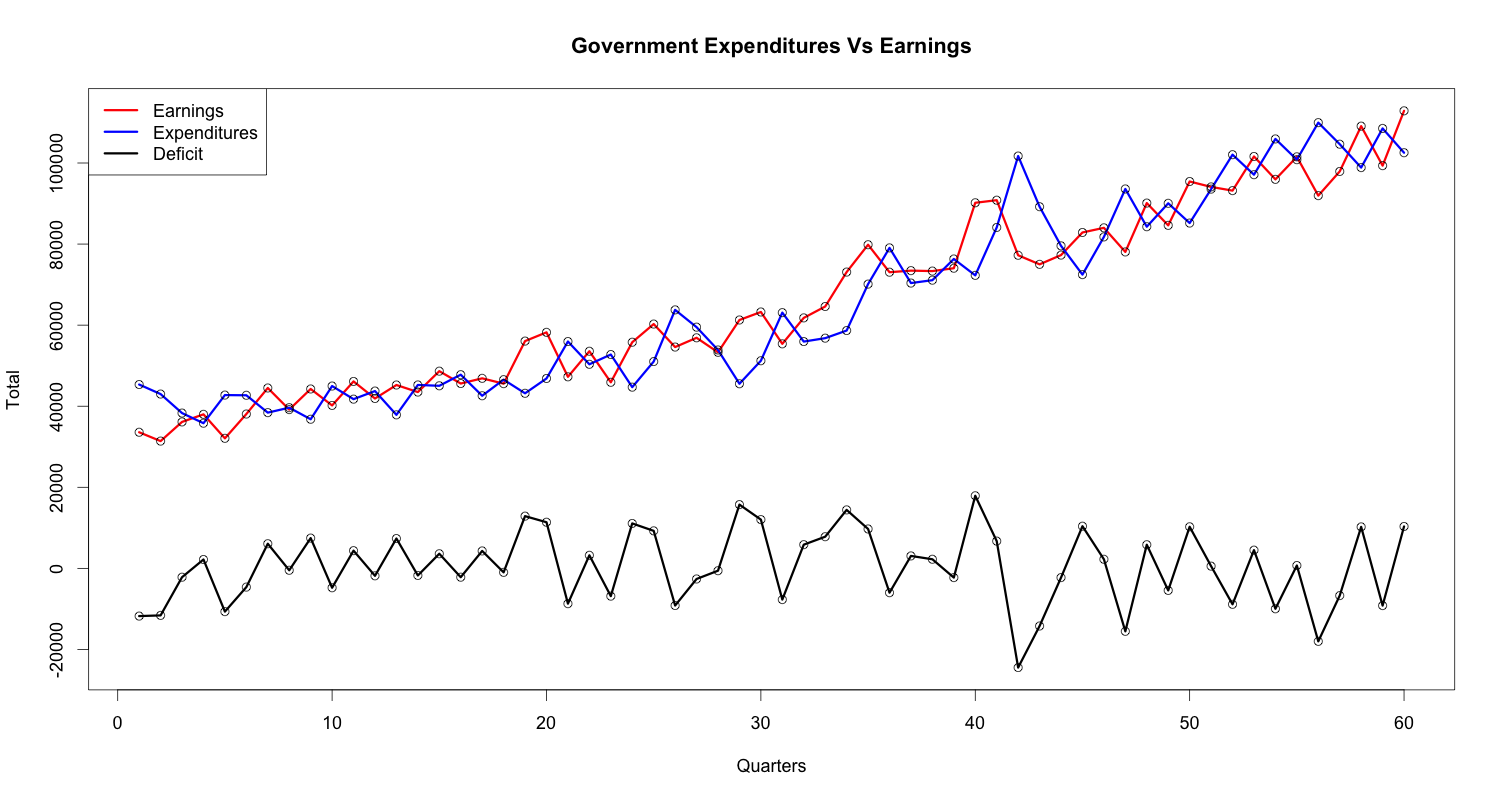 Government Expenditures Vs Earnings
Earnings
Expenditures
Deficit
Total
100000
80000
60000
40000
20000
0
-20000
0 10 20 30 40 50 60
Quarters